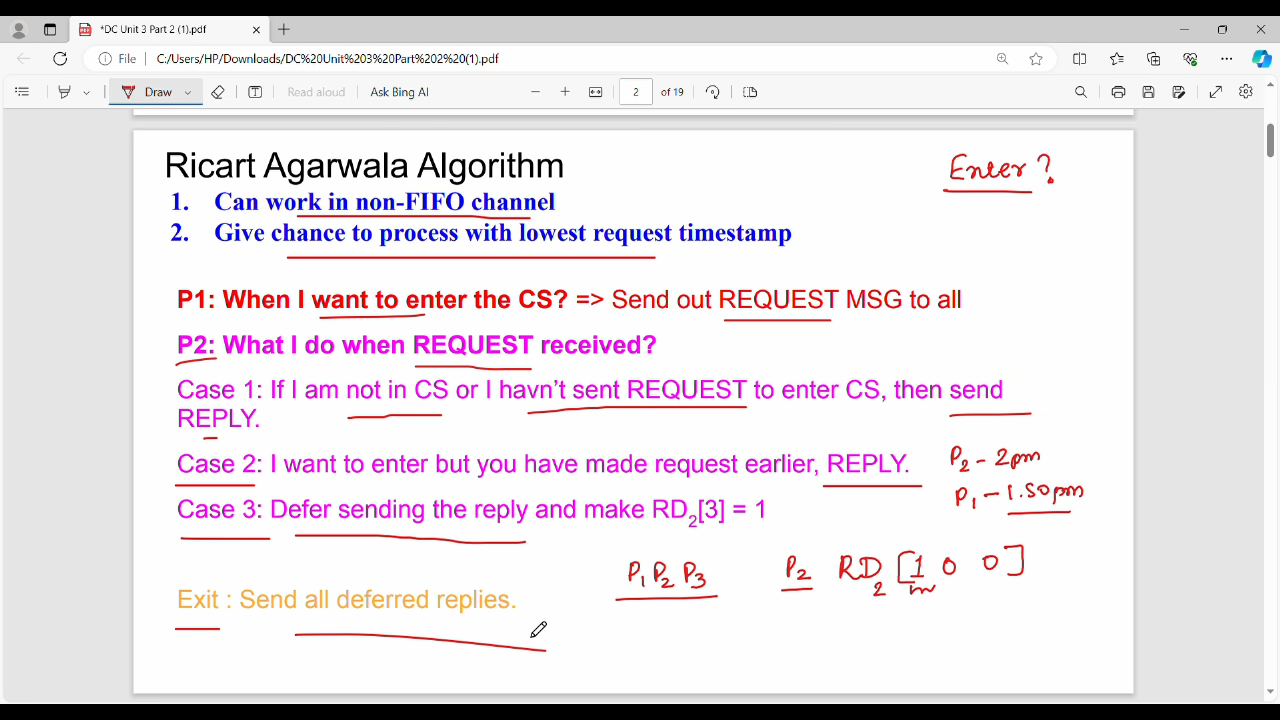 *DC Unit 3 Part 2 (1).pdf
File C:/Users/HP/Downloads/DC%20Unit%203%20Part%202%20(1).pdf
Draw Read aloud Ask Bing AI 2 of 19
Ricart Agarwala Algorithm
Enter?
1. Can work in non-FIFO channel
2. Give chance to process with lowest request timestamp
P1: When I want to enter the CS? => Send out REQUEST MSG to all
P2: What I do when REQUEST received?
Case 1: If I am not in CS or I havn't sent REQUEST to enter CS, then send
REPLY.
Case 2: I want to enter but you have made request earlier, REPLY.
P2 - 2pm
P1 - 1.50pm
Case 3: Defer sending the reply and make RD2[3] = 1
P1 P2 P3 P2 RD2 [1 0 0]
Exit : Send all deferred replies.